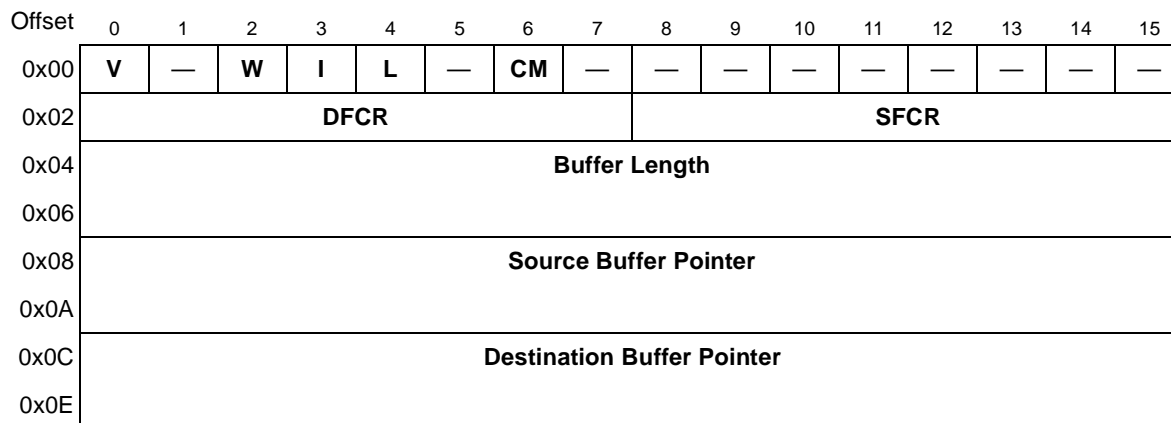 Offset 0 1 2 3 4 5 6 7 8 9 10 11 12 13 14 15
0x00 V — W I L — CM — — — — — — — — —
0x02 DFCR SFCR
0x04 Buffer Length
0x06
0x08 Source Buffer Pointer
0x0A
0x0C Destination Buffer Pointer
0x0E